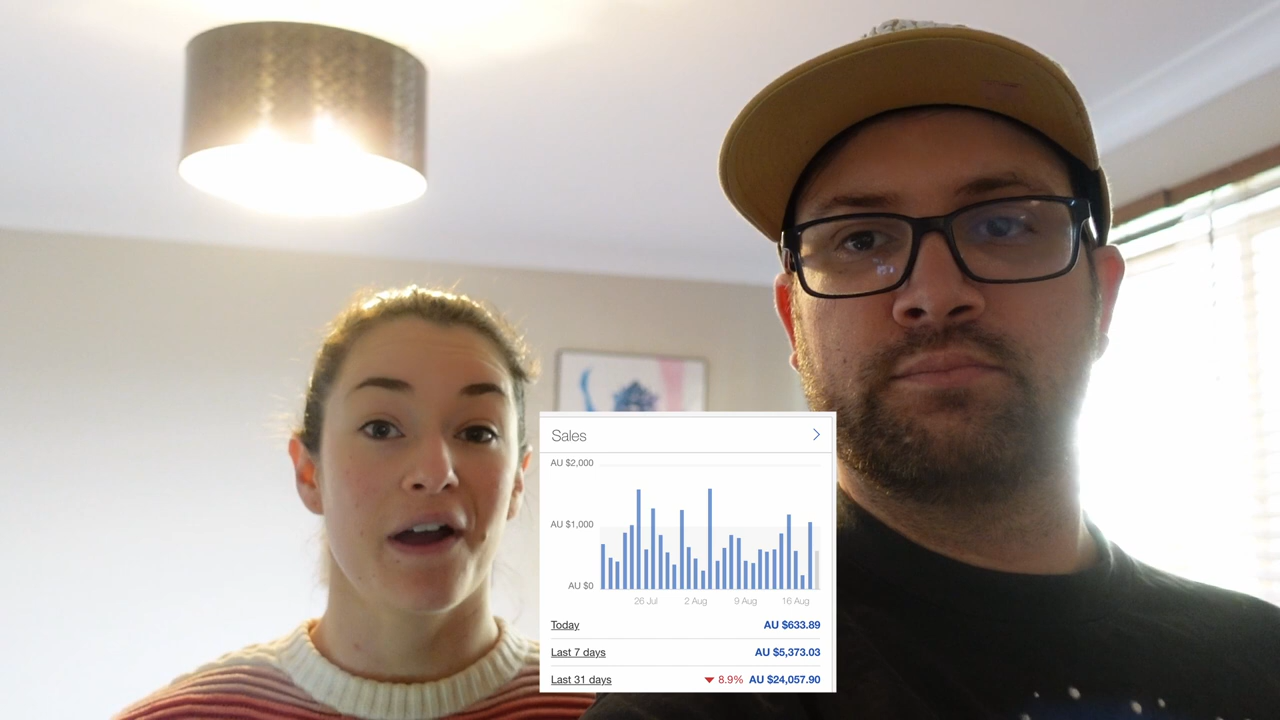 Sales
AU $2,000
AU $1,000
AU $0
26 Jul 2 Aug 9 Aug 16 Aug
Today AU $633.89
Last 7 days AU $5,373.03
Last 31 days 8.9% AU $24,057.90